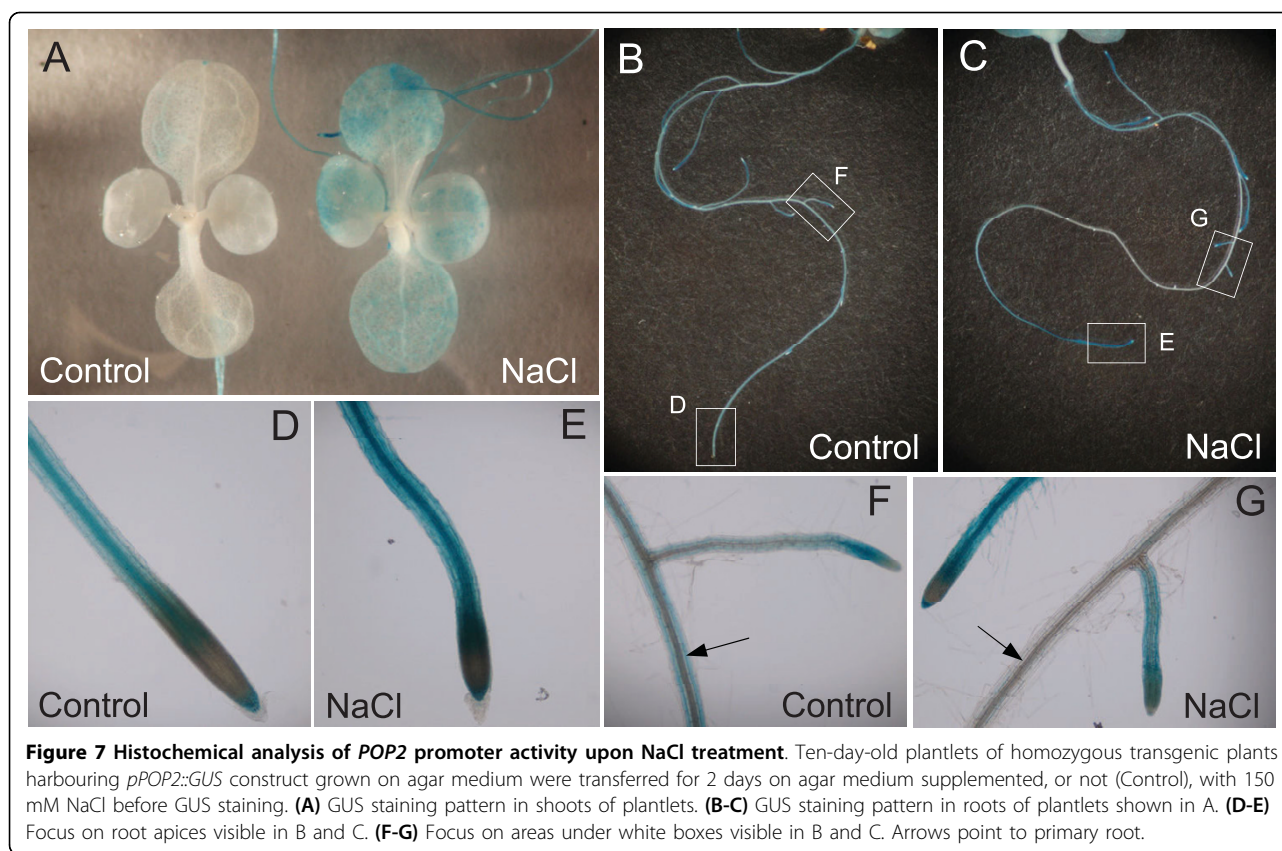 A
Control
NaCl
B
F
D
Control
C
G
E
NaCl
D
Control
E
NaCl
F
Control
G
NaCl
Figure 7 Histochemical analysis of POP2 promoter activity upon NaCl treatment. Ten-day-old plantlets of homozygous transgenic plants
harbouring pPOP2::GUS construct grown on agar medium were transferred for 2 days on agar medium supplemented, or not (Control), with 150
mM NaCl before GUS staining. (A) GUS staining pattern in shoots of plantlets. (B-C) GUS staining pattern in roots of plantlets shown in A. (D-E)
Focus on root apices visible in B and C. (F-G) Focus on areas under white boxes visible in B and C. Arrows point to primary root.